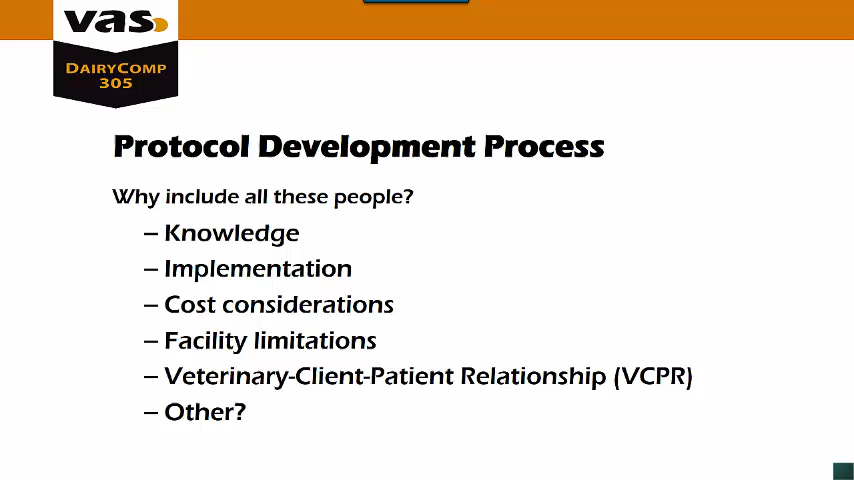 vas
DAIRYCOMP
305
Protocol Development Process
Why include all these people?
– Knowledge
– Implementation
– Cost considerations
– Facility limitations
– Veterinary-Client-Patient Relationship (VCPR)
– Other?